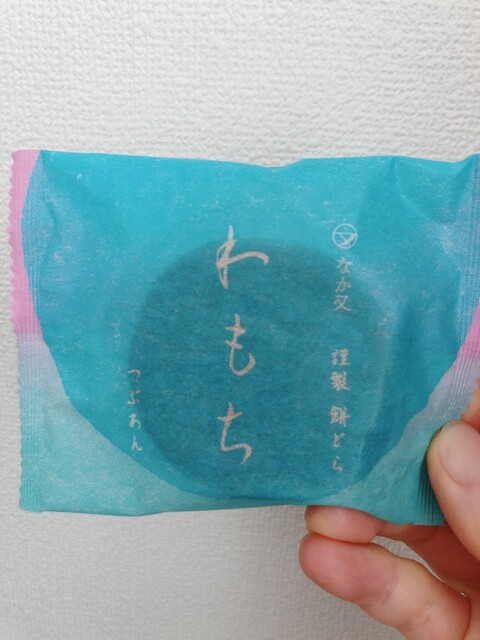 なか又 謹製 餅どら
わもち
つぶあん